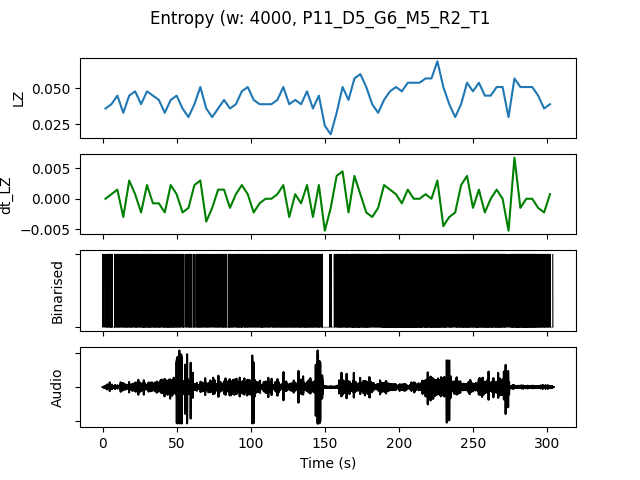 Entropy (w: 4000, P11_D5_G6_M5_R2_T1
LZ
0.050
0.025
dt_LZ
0.005
0.000
−0.005
Binarised
Audio
0 50 100 150 200 250 300
Time (s)